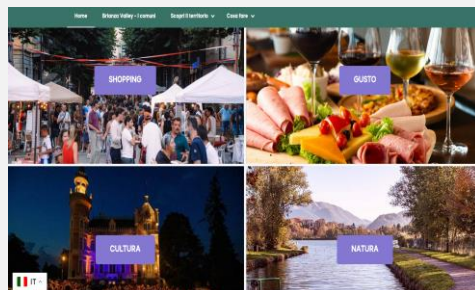 Home Brianza Valley - I comuni Scopri il territorio Cosa fare
SHOPPING
GUSTO
CULTURA
NATURA
IT